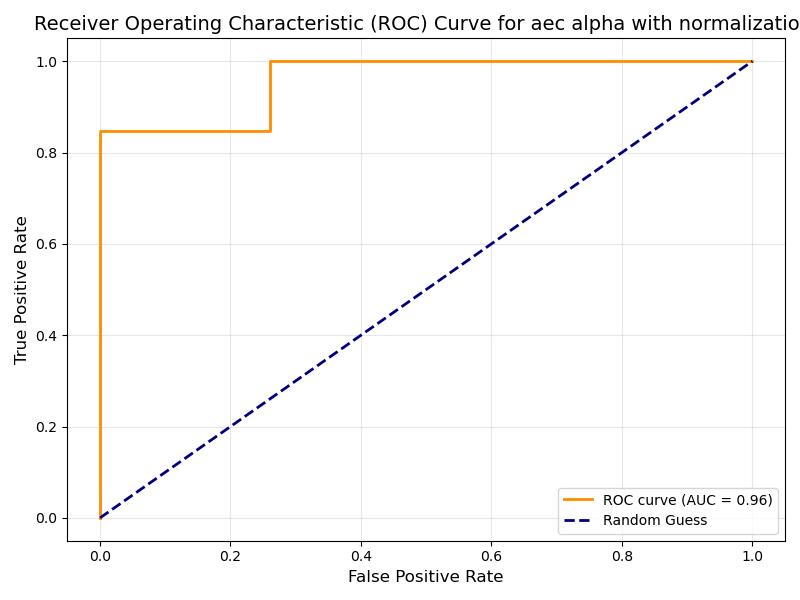 Receiver Operating Characteristic (ROC) Curve for aec alpha with normalizatio
1.0
0.8
0.6
0.4
0.2
0.0
True Positive Rate
ROC curve (AUC = 0.96)
Random Guess
0.0 0.2 0.4 0.6 0.8 1.0
False Positive Rate